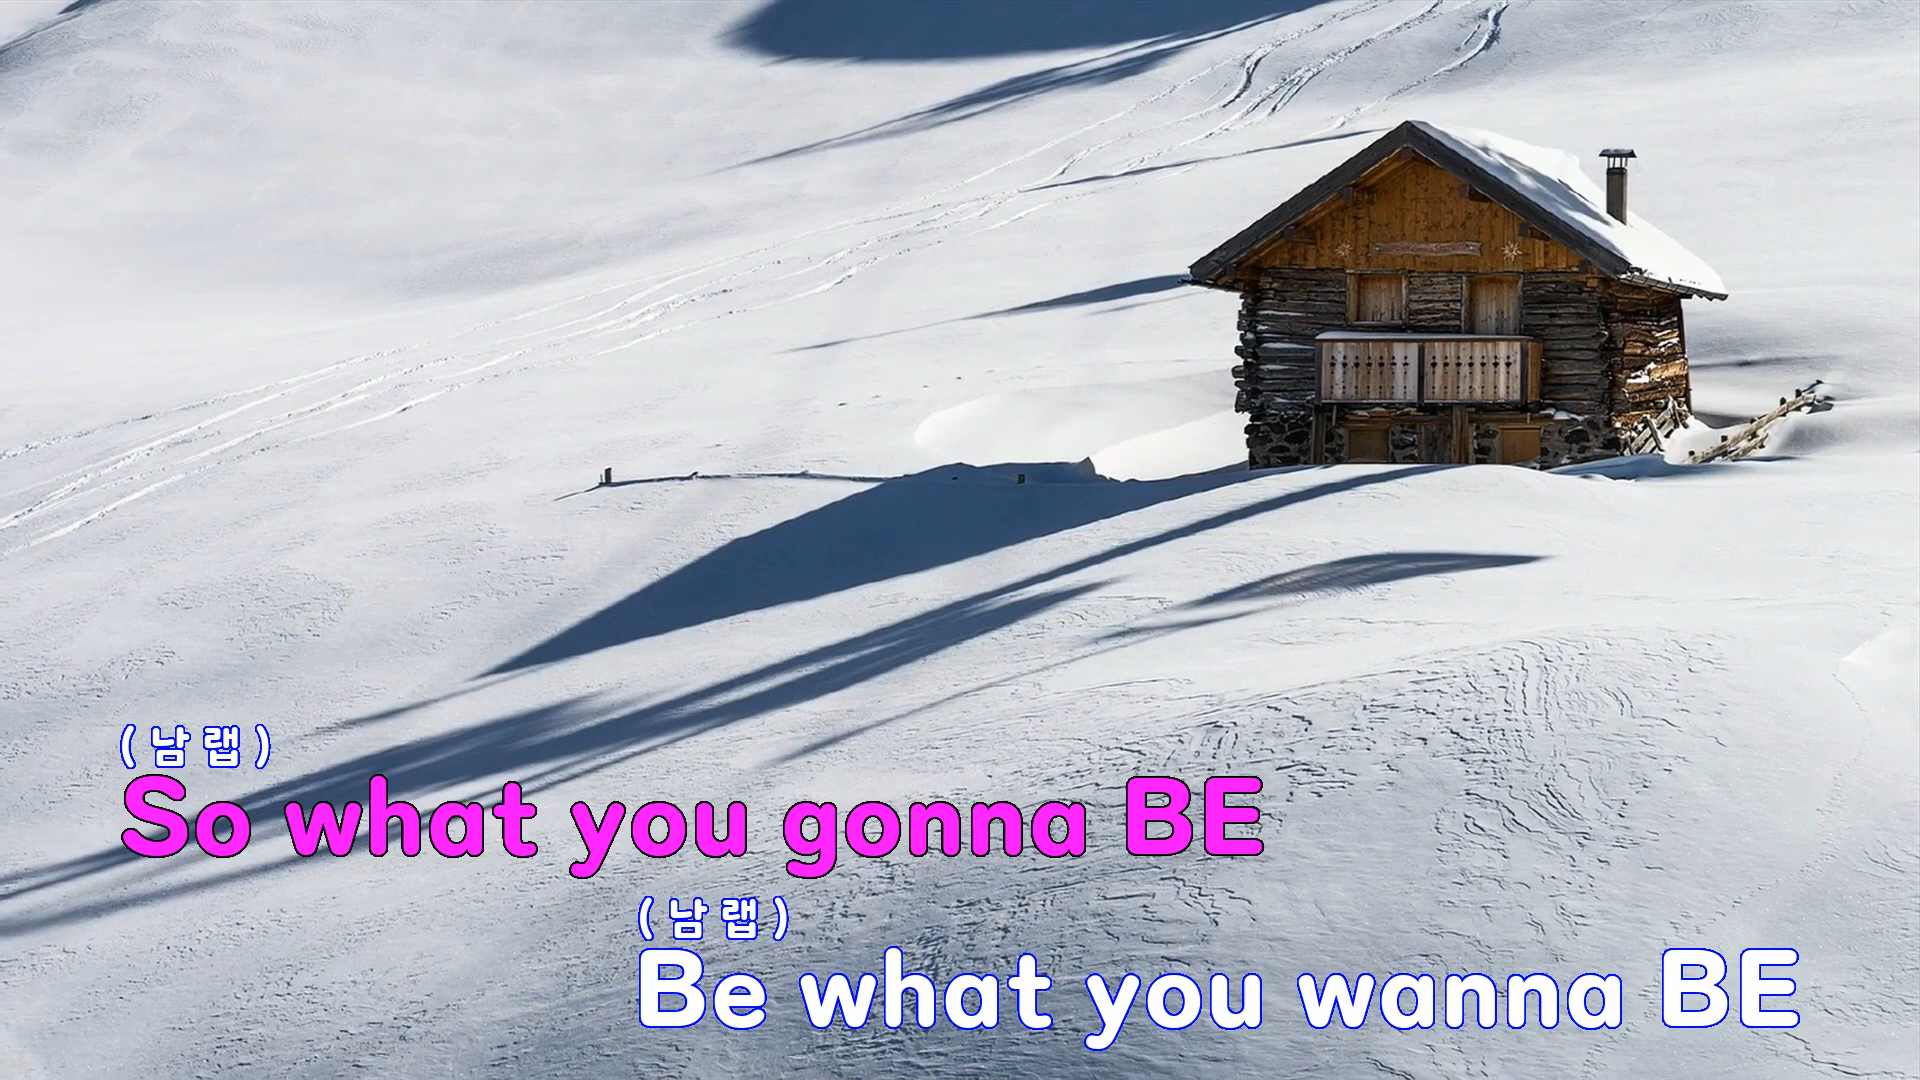 ( 남 랩 )
So what you gonna BE
( 남 랩 )
Be what you wanna BE